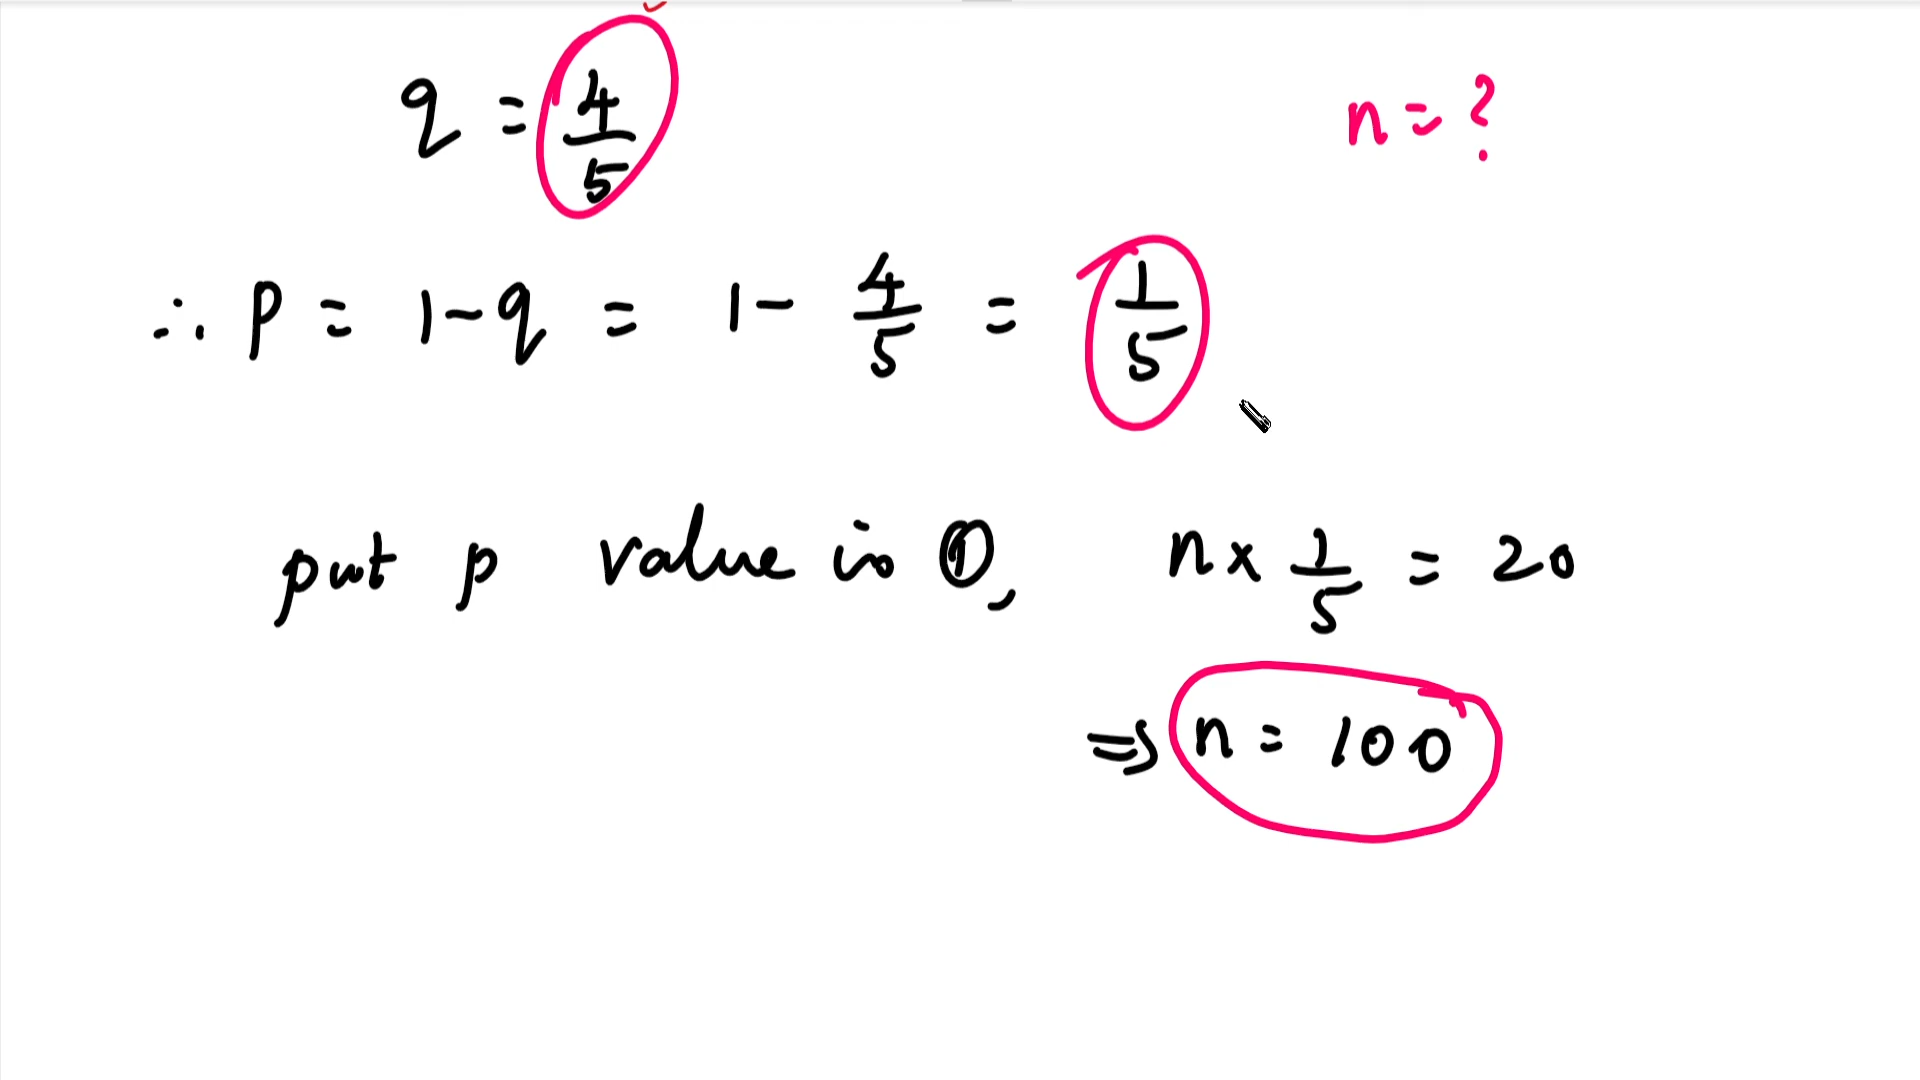 q = 4/5
n = ?
∴ p = 1-q = 1 - 4/5 = 1/5
put p value in ①, n x 1/5 = 20
⇒ n = 100